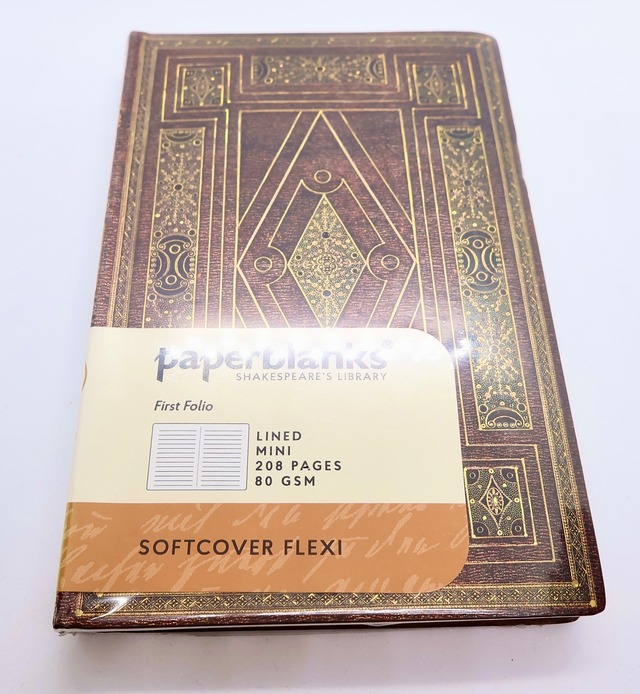 paperblanks®
SHAKESPEARE'S LIBRARY
First Folio
LINED
MINI
208 PAGES
80 GSM
SOFTCOVER FLEXI